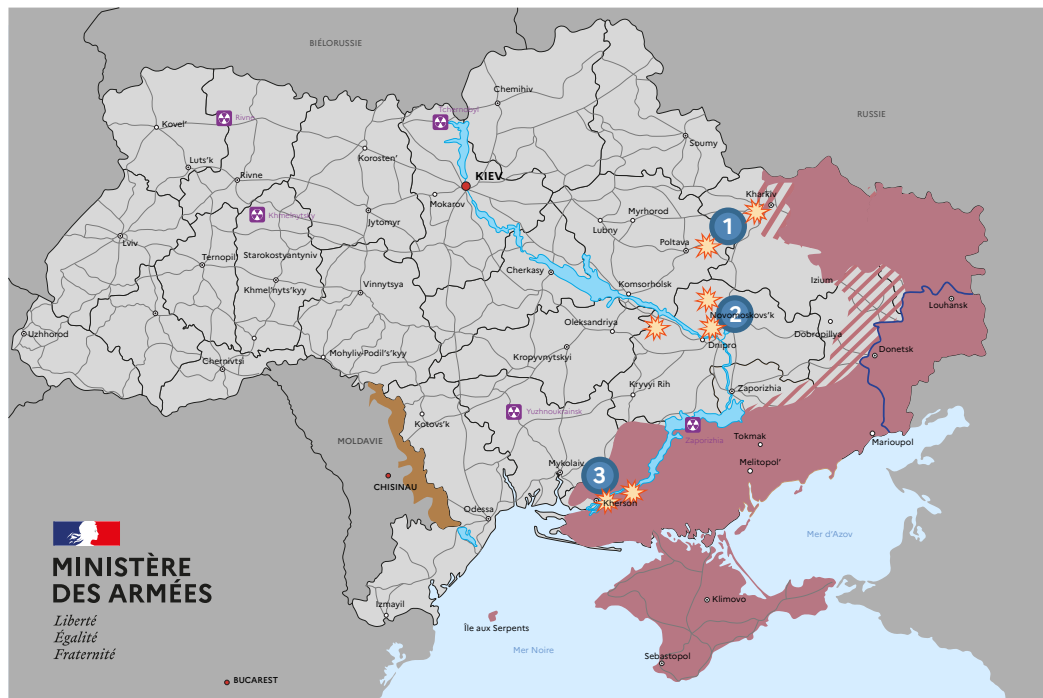 BIÉLORUSSIE
RUSSIE
Chemihiv
Tchernobyl
Rivne
Kovel'
Soumy
Korosten'
Luts'k
Rivne
KIEV
Kharkiv
Mokarov
Khmelnytsky
Jytomyr
Myrhorod
Lubny
1
Poltava
Lviv
Ternopil
Starokostyantyniv
Cherkasy
Izium
Khmel'nyts'kyy
Vinnytsya
Komsorholsk
Louhansk
2
Novomoskovs'k
Oleksandriya
Dobropillya
Uzhhorod
Dnipro
Donetsk
Mohyliv-Podil's'kyy
Kropyvnytskyi
Chernivtsi
Kryvyi Rih
Zaporizhia
Yuzhnoukrainsk
Kotovs'k
MOLDAVIE
Zaporizhia
Tokmak
Marioupol
Mykolaiv
Melitopol'
3
CHISINAU
Kherson
Odessa
Mer d'Azov
MINISTÈRE
DES ARMÉES
Liberté
Égalité
Fraternité
Izmayil
Klimovo
Île aux Serpents
Mer Noire
Sebastopol
BUCAREST